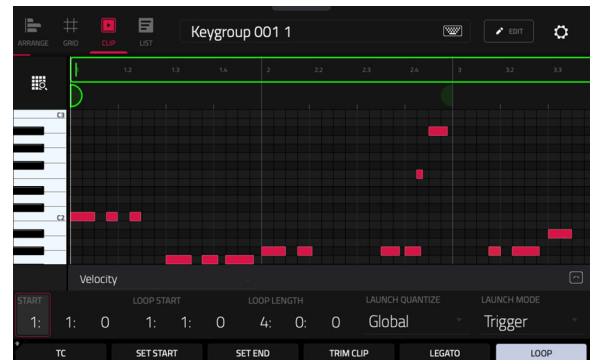 Keygroup 001 1
EDIT
ARRANGE GRID CLIP LIST
1.2 1.3 1.4 2 2.2 2.3 2.4 3 3.2 3.3
C3
C2
Velocity
START LOOP START LOOP LENGTH LAUNCH QUANTIZE LAUNCH MODE
1: 1: 0 1: 1: 0 4: 0: 0 Global Trigger
TC SET START SET END TRIM CLIP LEGATO LOOP